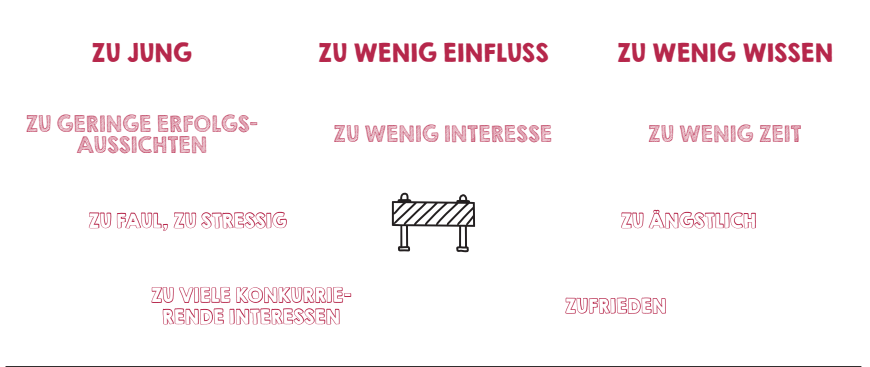 ZU JUNG
ZU WENIG EINFLUSS
ZU WENIG WISSEN
ZU GERINGE ERFOLGS-
AUSSICHTEN
ZU WENIG INTERESSE
ZU WENIG ZEIT
ZU FAUL, ZU STRESSIG
ZU ÄNGSTLICH
ZU VIELE KONKURRIE-
RENDE INTERESSEN
ZUFRIEDEN